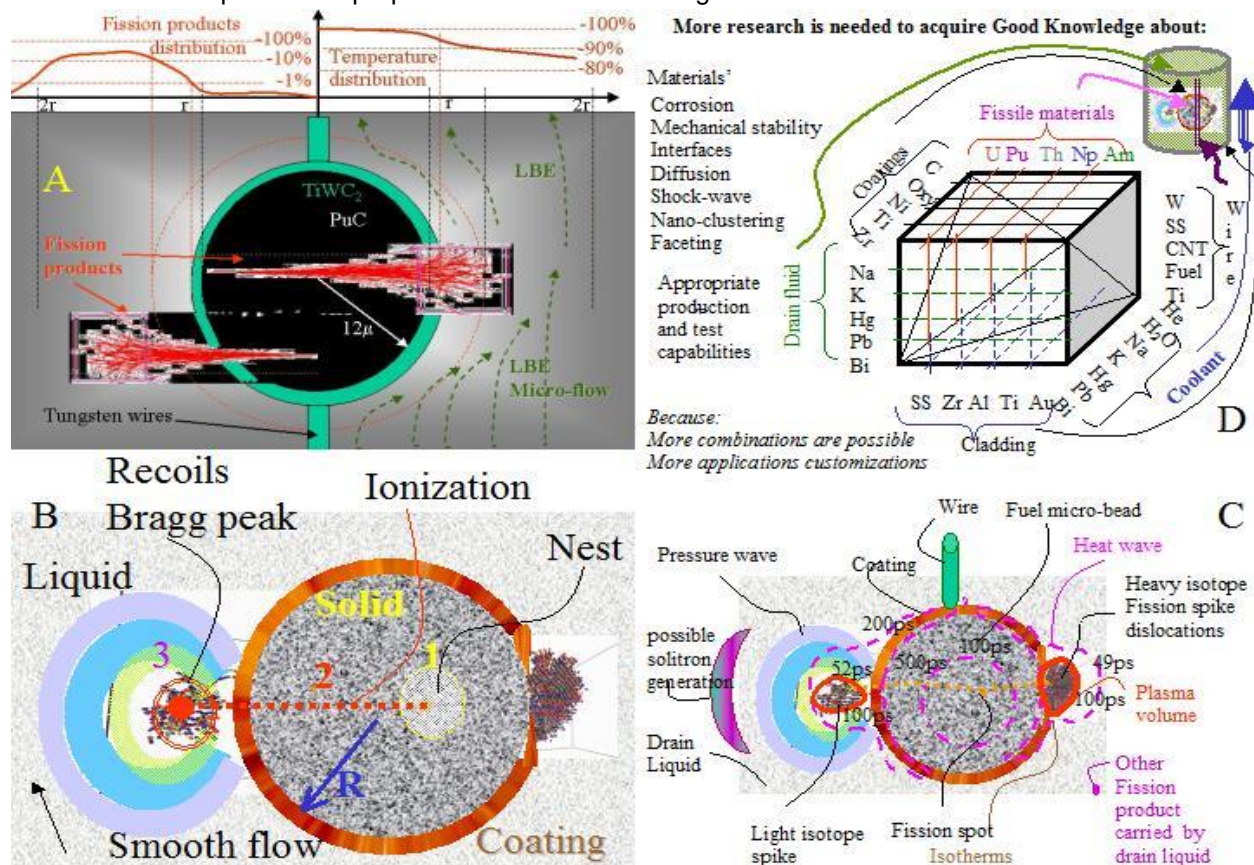 Fission products
distribution
-100%
-10%
-1%
Temperature
distribution
-100%
-90%
-80%
2r
r
r
2r
A
TiWC2
PuC
LBE
Fission
products
12μ
LBE
Micro-flow
Tungsten wires
More research is needed to acquire Good Knowledge about:
Materials'
Corrosion
Mechanical stability
Interfaces
Diffusion
Shock-wave
Nano-clustering
Faceting
Appropriate
production
and test
capabilities
Because:
More combinations are possible
More applications customizations
Fissile materials
U Pu Th Np Am
Coatings
C
Ti
Zr
Drain fluid
Na
K
Hg
Pb
Bi
SS Zr Al Ti Au
Cladding
W
SS
CNT
Fuel
Ti
Wire
He
H2O
Na
K
Hg
Pb
Bi
Coolant
D
B
Recoils
Bragg peak
Ionization
Nest
Liquid
Solid
1
2
3
R
Smooth flow
Coating
C
Wire
Fuel micro-bead
Pressure wave
Coating
Heat wave
Heavy isotope
Fission spike
dislocations
possible
solitron
generation
200ps
100ps
500ps
52ps
100ps
49ps
100ps
Plasma
volume
Drain
Liquid
Light isotope
spike
Fission spot
Isotherms
Other
Fission
product
carried by
drain liquid